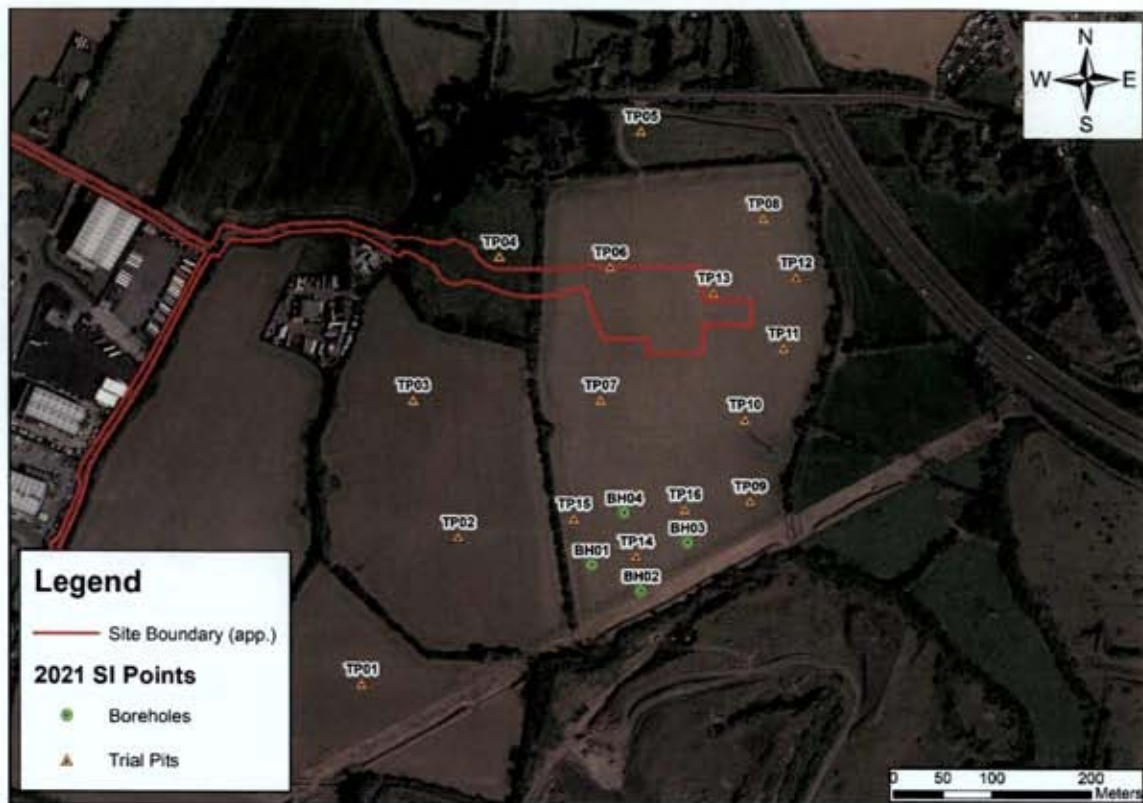 N
W E
S
TP05
TP08
TP04
TP06
TP12
TP13
TP11
TP03
TP07
TP10
TP09
BH04
TP16
TP15
TP02
BH03
TP14
BH01
BH02
TP01
Legend
Site Boundary (app.)
2021 SI Points
Boreholes
Trial Pits
0 50 100 200
Meters